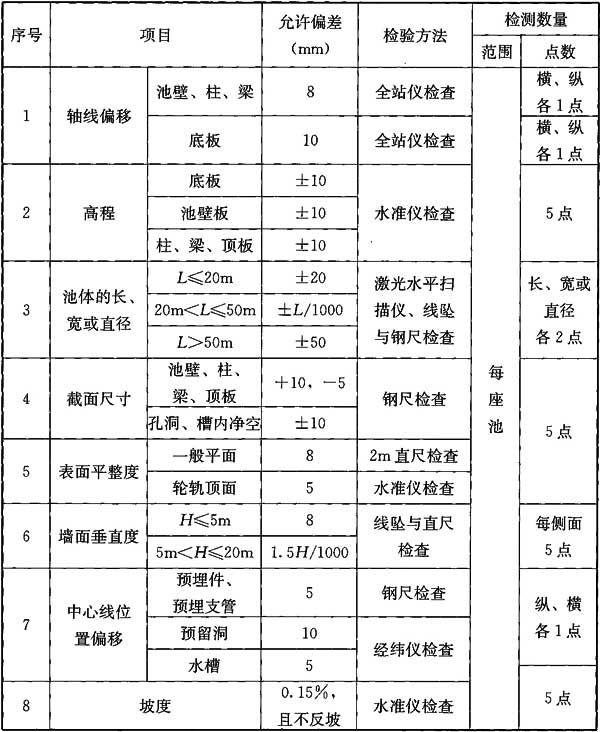 序号 项目 允许偏差 检验方法 检测数量
(mm) 范围 点数
1 轴线偏移 池壁、柱、梁 8 全站仪检查 每座池 横、纵
各1点
底板 10 全站仪检查 横、纵
各1点
2 高程 底板 ±10 水准仪检查 5点
池壁板 ±10
柱、梁、顶板 ±10
3 池体的长、
宽或直径 L≤20m ±20 激光水平扫
描仪、线坠
与钢尺检查 长、宽或
直径
各2点
20m<L≤50m ±L/1000
L>50m ±50
4 截面尺寸 池壁、柱、
梁、顶板 +10，-5 钢尺检查 5点
孔洞、槽内净空 ±10
5 表面平整度 一般平面 8 2m直尺检查
轮轨顶面 5 水准仪检查
6 墙面垂直度 H≤5m 8 线坠与直尺
检查 每侧面
5点
5m<H≤20m 1.5H/1000
7 中心线位
置偏移 预埋件、
预埋支管 5 钢尺检查 纵、横
各1点
预留洞 10 经纬仪检查
水槽 5
8 坡度 0.15%，
且不反坡 水准仪检查 5点